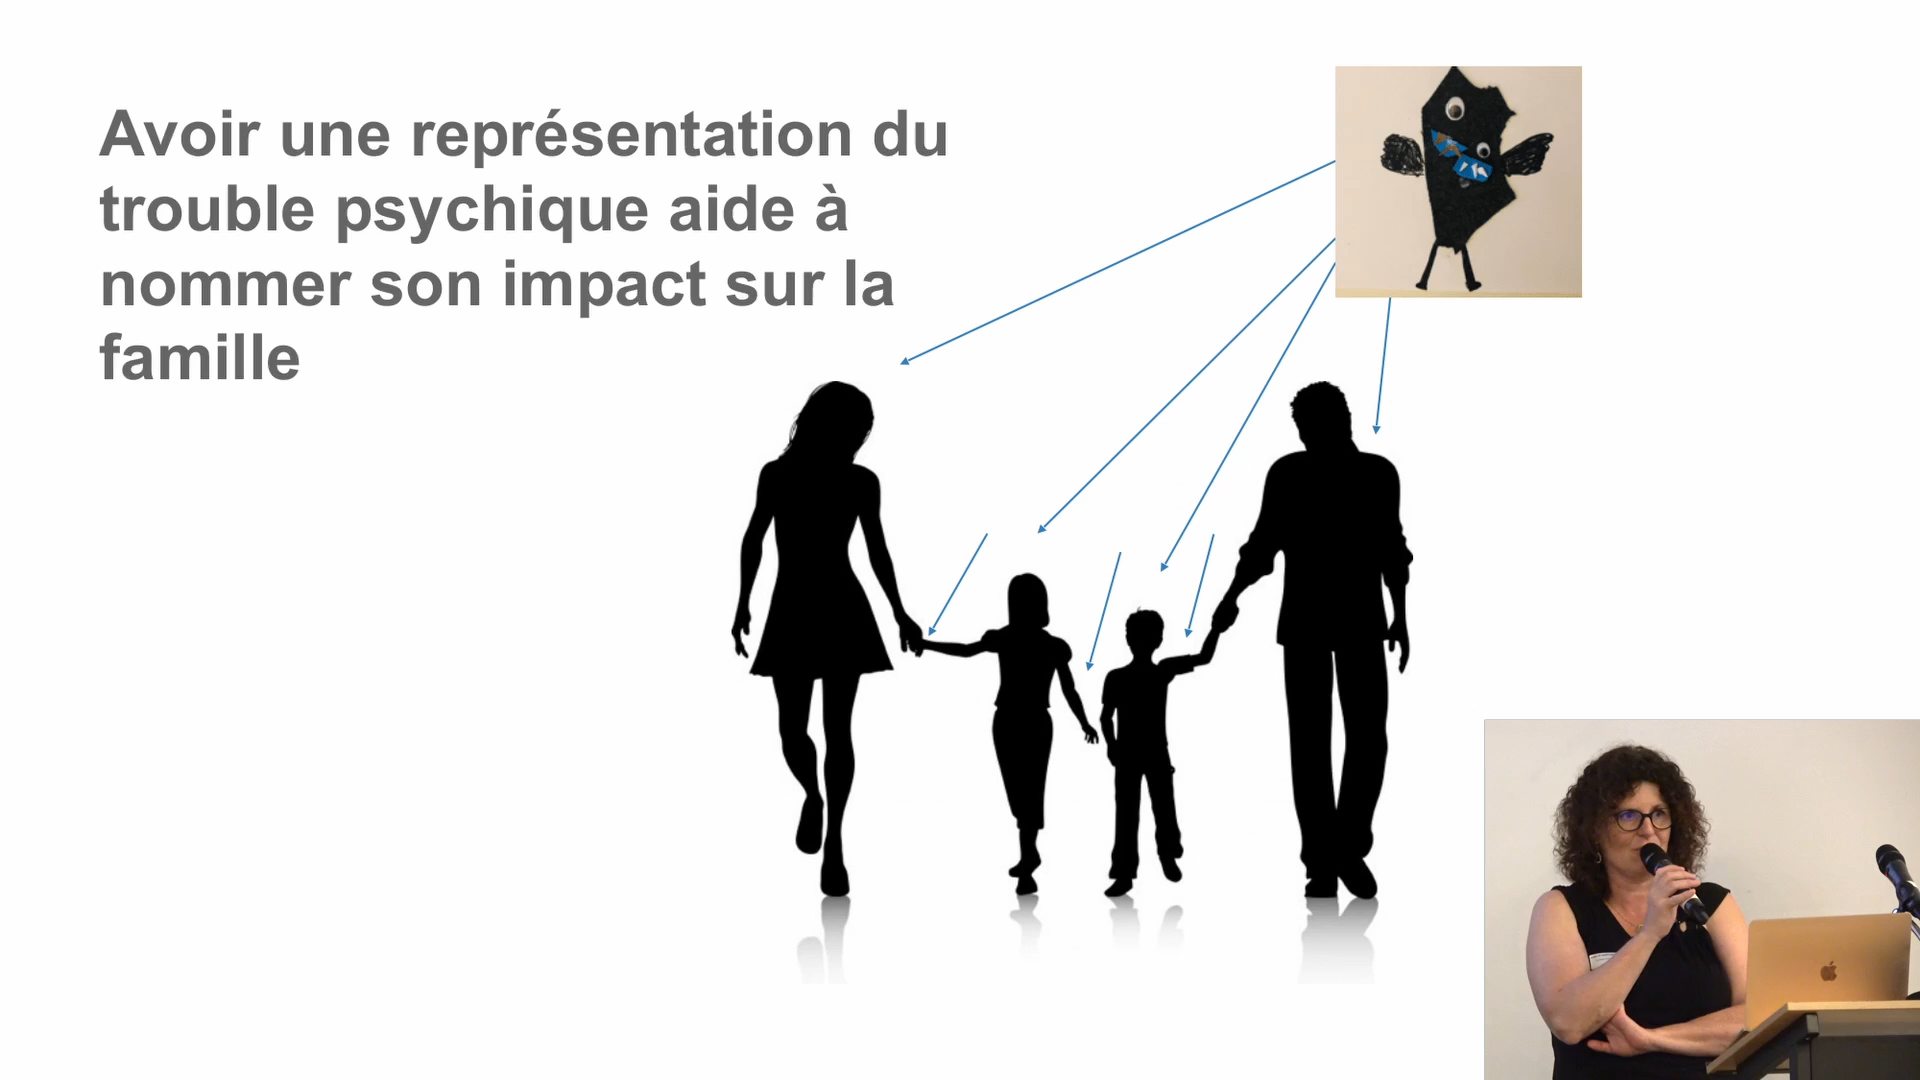 Avoir une représentation du
trouble psychique aide à
nommer son impact sur la
famille